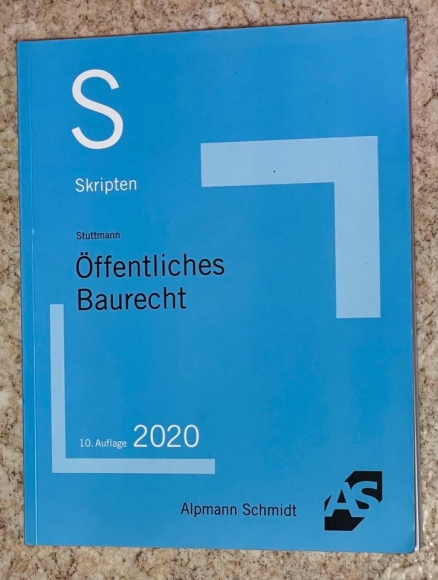 S
Skripten
Stuttmann
Öffentliches
Baurecht
10. Auflage 2020
Alpmann Schmidt
AS